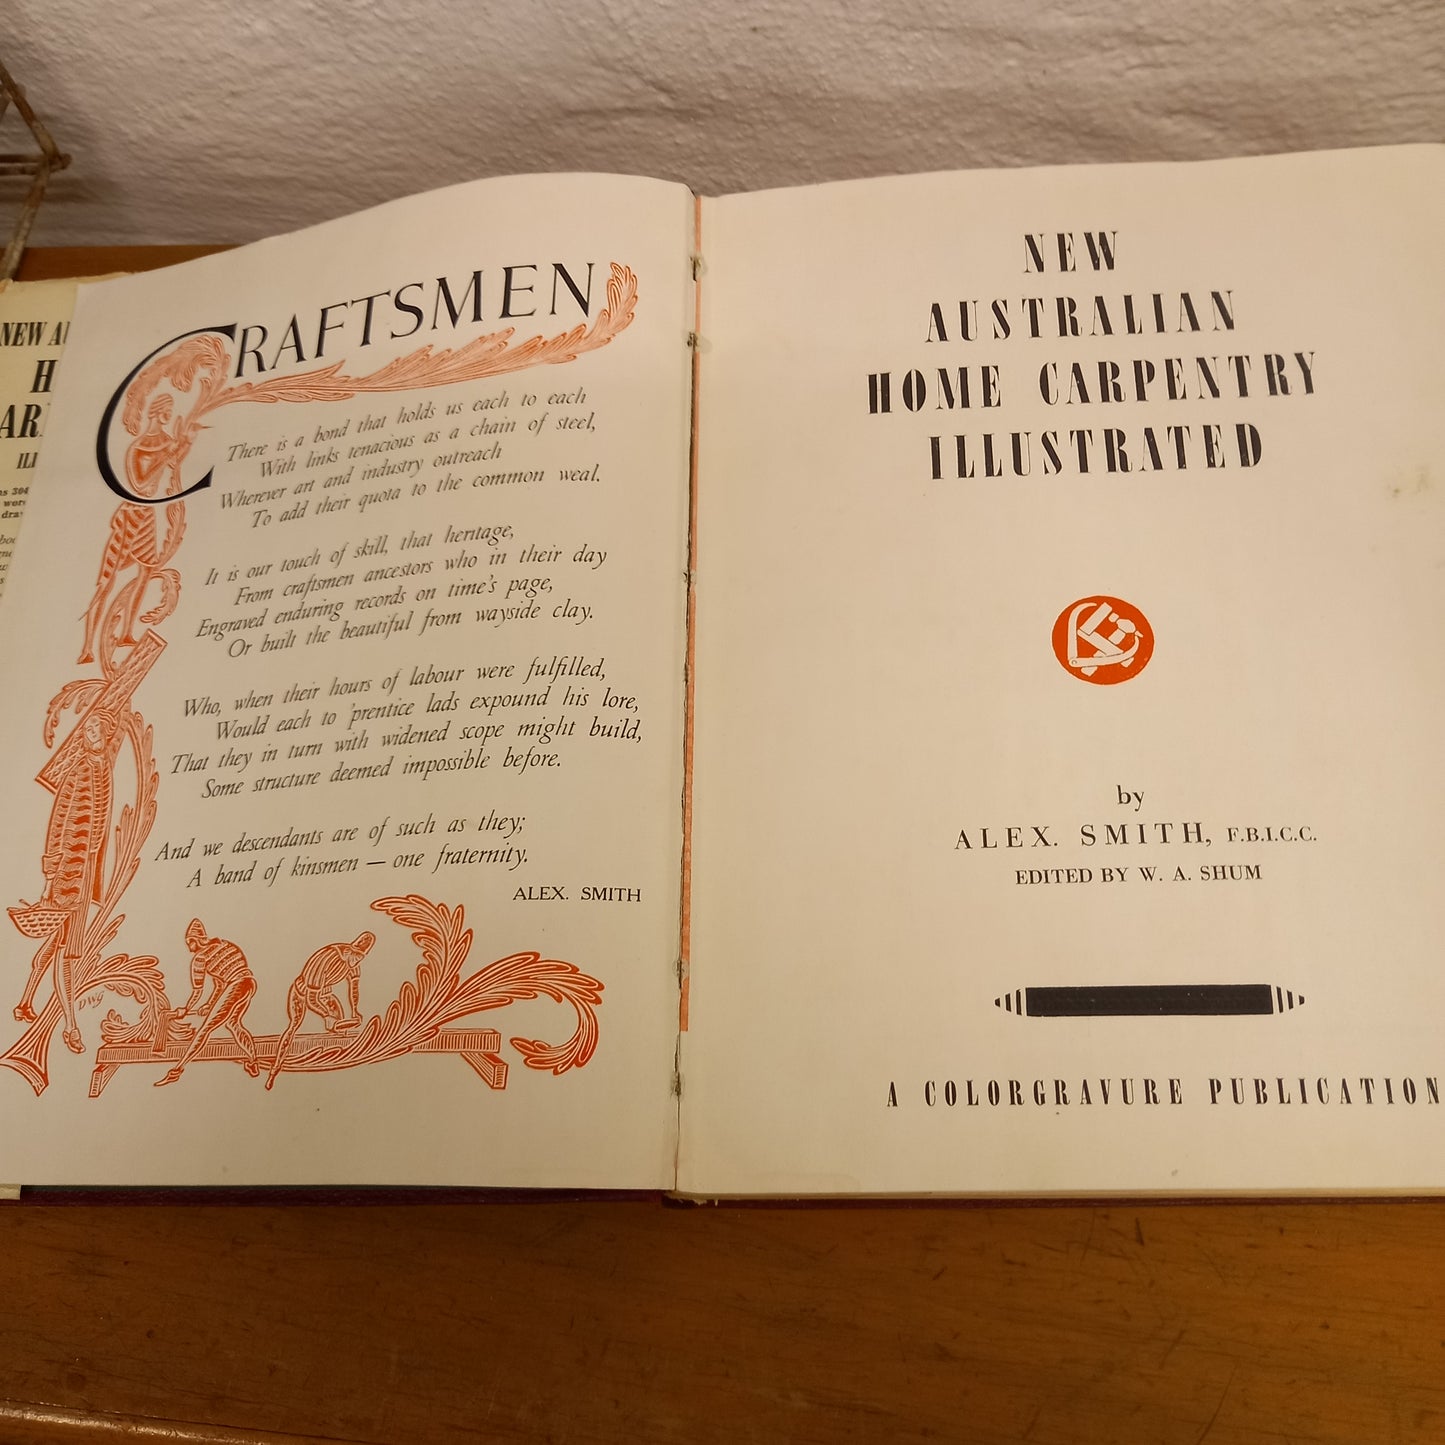 NEW
H
CRAFTSMEN
There is a bond that holds us each to each
With links tenacious as a chain of steel,
Wherever art and industry outreach
To add their quota to the common weal.
It is our touch of skill, that heritage,
From craftsmen ancestors who in their day
Engraved enduring records on time's page,
Or built the beautiful from wayside clay.
Who, when their hours of labour were fulfilled,
Would each to 'prentice lads expound his lore,
That they in turn with widened scope might build,
Some structure deemed impossible before.
And we descendants are of such as they;
A band of kinsmen — one fraternity.
ALEX. SMITH
DWG
NEW
AUSTRALIAN
HOME CARPENTRY
ILLUSTRATED
by
ALEX. SMITH, F.B.I.C.C.
EDITED BY W. A. SHUM
A COLORGRAVURE PUBLICATION